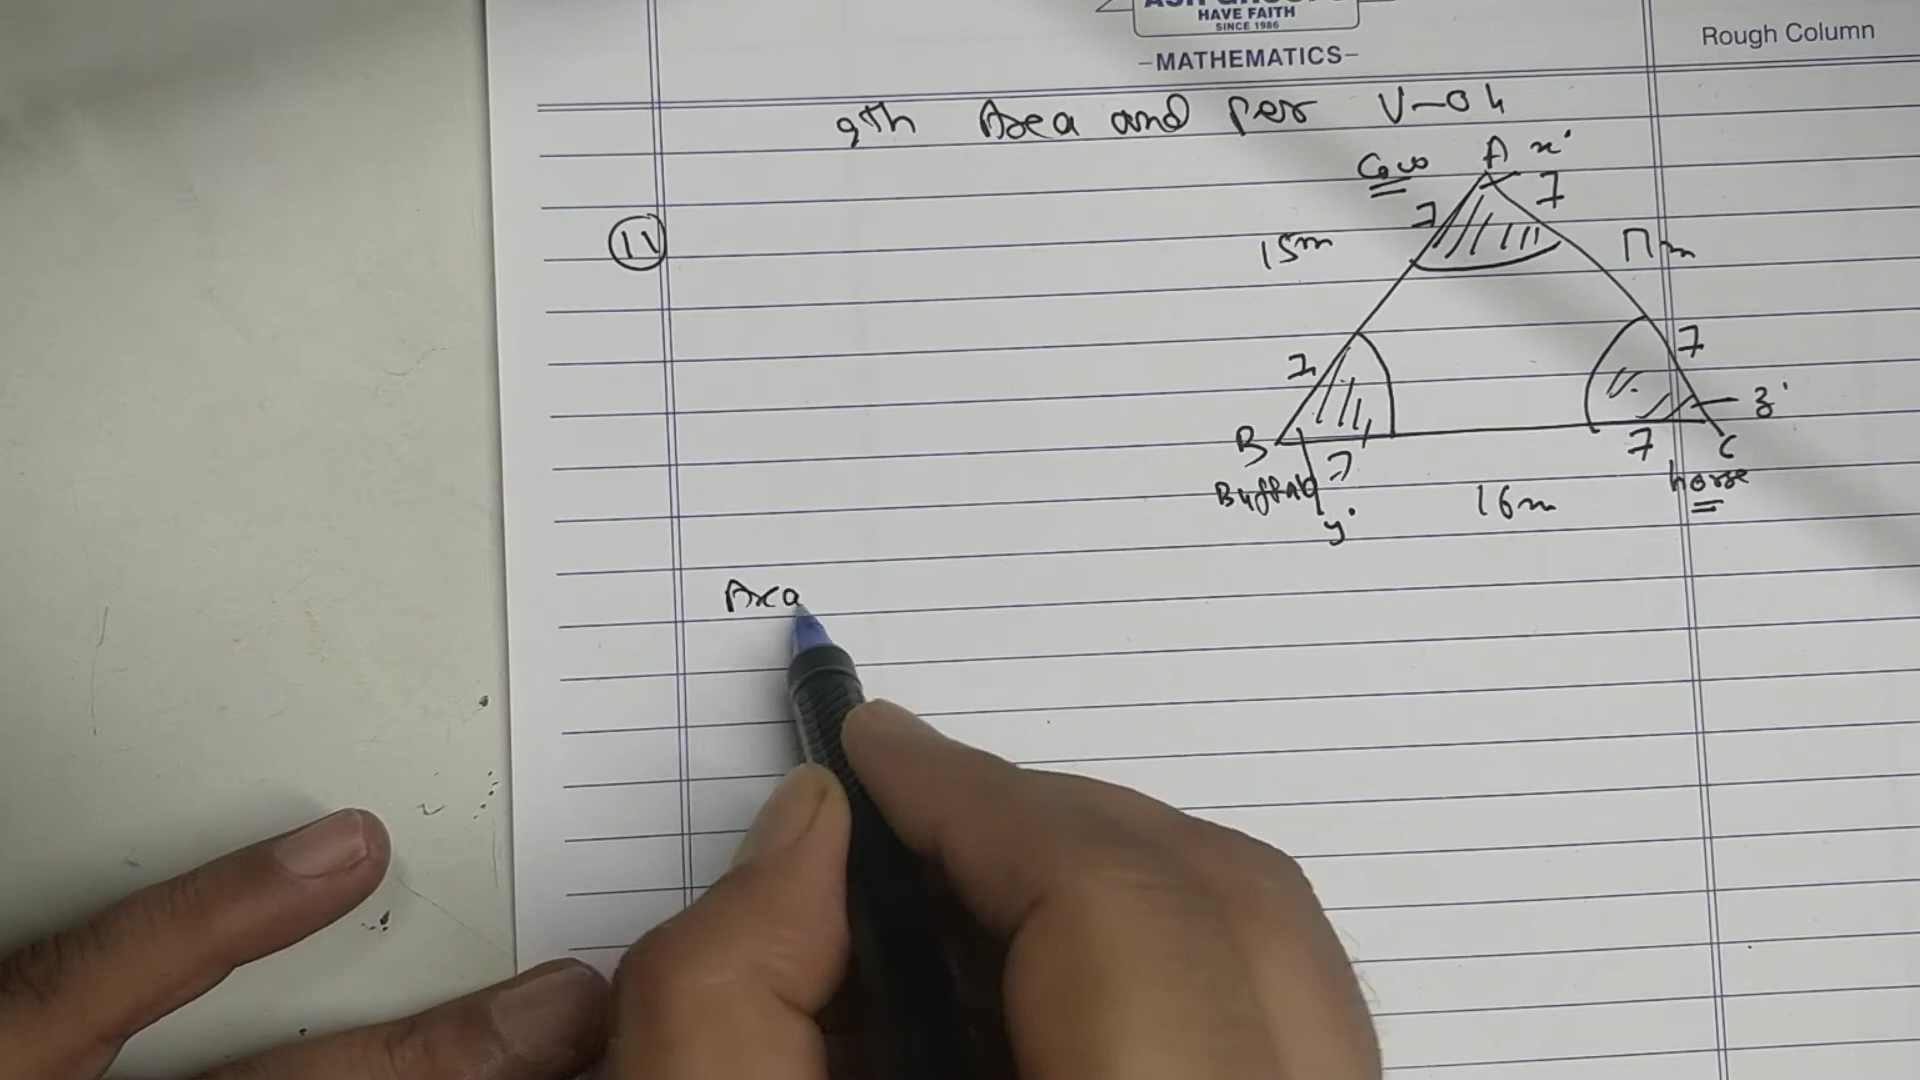 HAVE FAITH
SINCE 1986
-MATHEMATICS-
Rough Column
9th Area and per V-04
11
Cow A x°
7 7
15m 17m
7 7
B C z°
7 7
Buffalo horse
y° 16m
Area